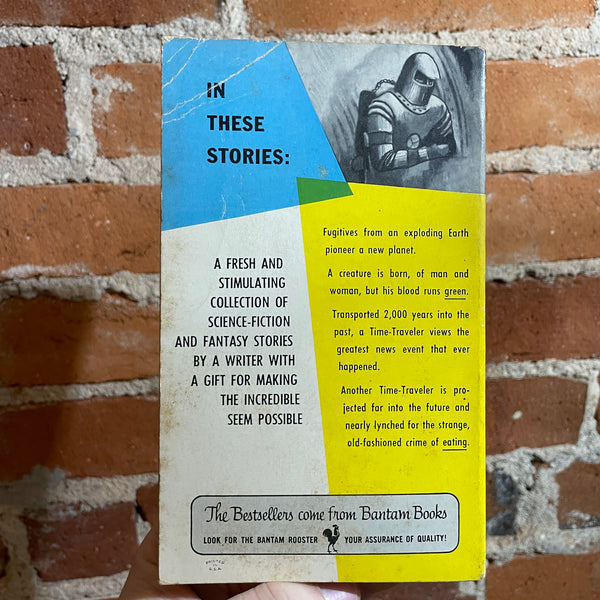 IN
THESE
STORIES:
A FRESH AND
STIMULATING
COLLECTION OF
SCIENCE-FICTION
AND FANTASY STORIES
BY A WRITER WITH
A GIFT FOR MAKING
THE INCREDIBLE
SEEM POSSIBLE
Fugitives from an exploding Earth
pioneer a new planet.
A creature is born, of man and
woman, but his blood runs green.
Transported 2,000 years into the
past, a Time-Traveler views the
greatest news event that ever
happened.
Another Time-Traveler is pro-
jected far into the future and
nearly lynched for the strange,
old-fashioned crime of eating.
The Bestsellers come from Bantam Books
LOOK FOR THE BANTAM ROOSTER YOUR ASSURANCE OF QUALITY!
PRINTED
IN
U.S.A.